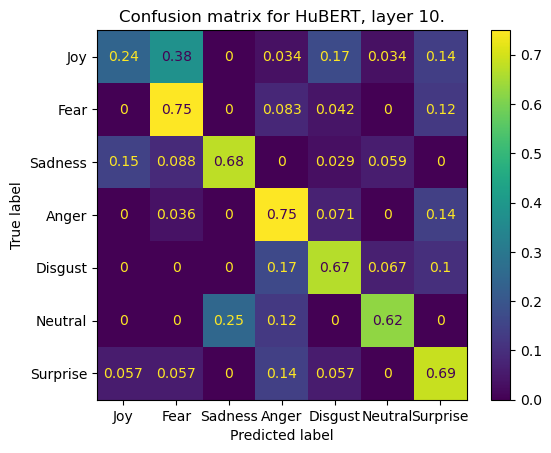 Confusion matrix for HuBERT, layer 10.
Joy 0.24 0.38 0 0.034 0.17 0.034 0.14
Fear 0 0.75 0 0.083 0.042 0 0.12
Sadness 0.15 0.088 0.68 0 0.029 0.059 0
Anger 0 0.036 0 0.75 0.071 0 0.14
Disgust 0 0 0 0.17 0.67 0.067 0.1
Neutral 0 0 0.25 0.12 0 0.62 0
Surprise 0.057 0.057 0 0.14 0.057 0 0.69
Joy Fear Sadness Anger Disgust Neutral Surprise
Predicted label
True label
0.7
0.6
0.5
0.4
0.3
0.2
0.1
0.0